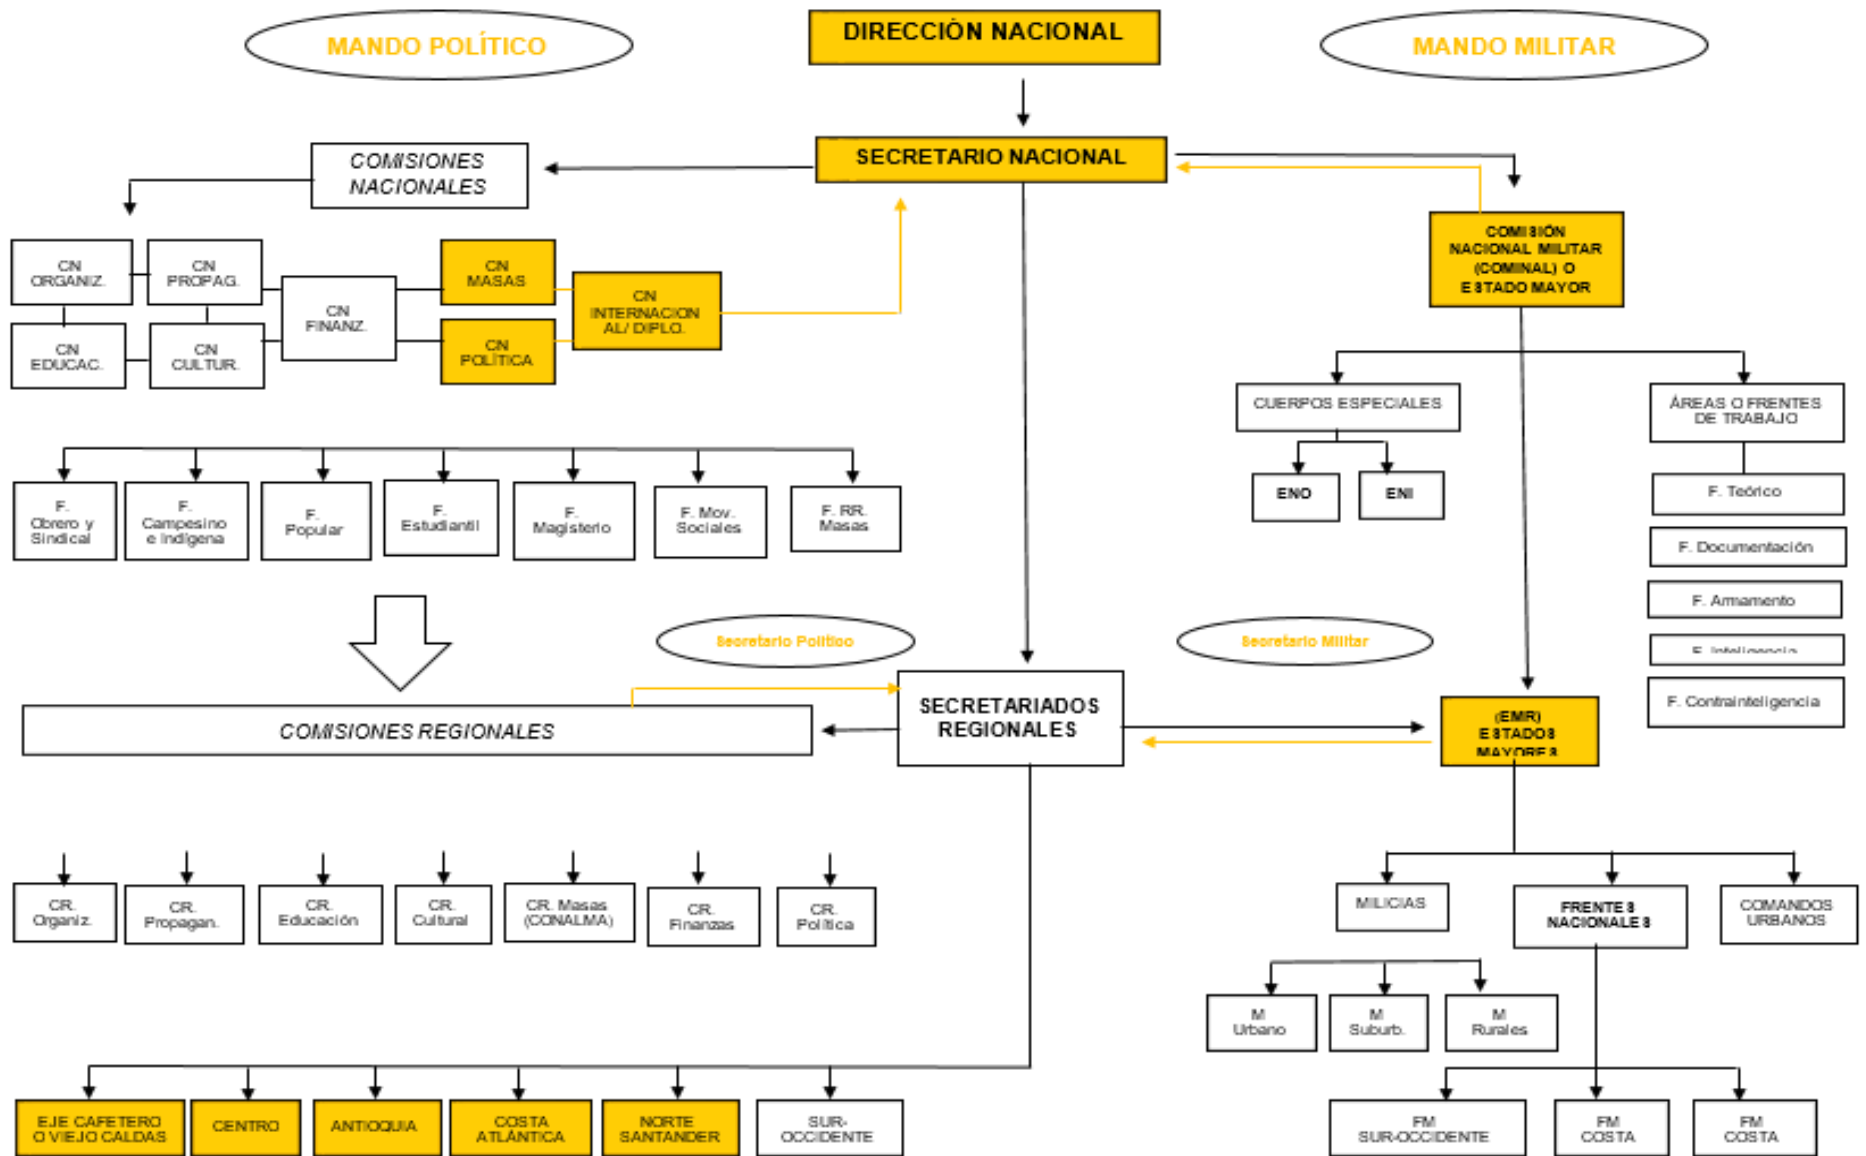 MANDO POLÍTICO
DIRECCIÓN NACIONAL
MANDO MILITAR
SECRETARIO NACIONAL
COMISIONES
NACIONALES
COMISIÓN
NACIONAL MILITAR
(COMINAL) O
ESTADO MAYOR
CN
ORGANIZ.
CN
PROPAG.
CN
FINANZ.
CN
MASAS
CN
INTERNACION
AL/ DIPLO.
CN
EDUCAC.
CN
CULTUR.
CN
POLÍTICA
CUERPOS ESPECIALES
ÁREAS O FRENTES
DE TRABAJO
ENO
ENI
F. Teórico
F. Documentación
F. Armamento
F. Inteligencia
F. Contrainteligencia
F.
Obrero y
Sindical
F.
Campesino
e Indígena
F.
Popular
F.
Estudiantil
F.
Magisterio
F. Mov.
Sociales
F. RR.
Masas
Secretario Político
Secretario Militar
COMISIONES REGIONALES
SECRETARIADOS
REGIONALES
(EMR)
ESTADOS
MAYORES
CR.
Organiz.
CR.
Propagan.
CR.
Educación
CR.
Cultural
CR. Masas
(CONALMA)
CR.
Finanzas
CR.
Política
MILICIAS
FRENTES
NACIONALES
COMANDOS
URBANOS
M
Urbano
M
Suburb.
M
Rurales
EJE CAFETERO
O VIEJO CALDAS
CENTRO
ANTIOQUIA
COSTA
ATLÁNTICA
NORTE
SANTANDER
SUR-
OCCIDENTE
FM
SUR-OCCIDENTE
FM
COSTA
FM
COSTA